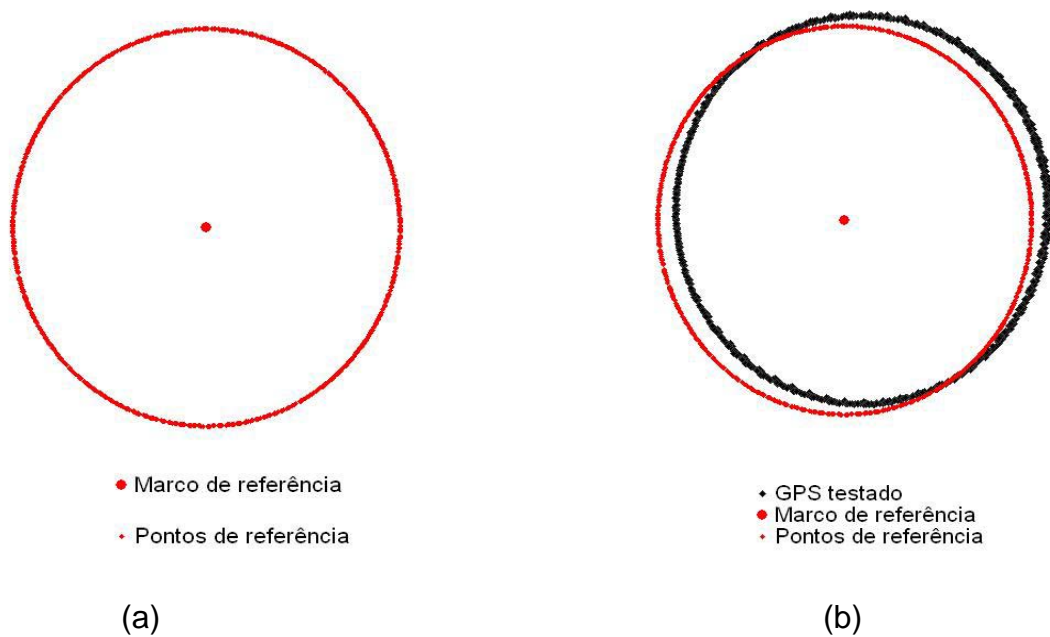 Marco de referência
Pontos de referência
(a)
GPS testado
Marco de referência
Pontos de referência
(b)